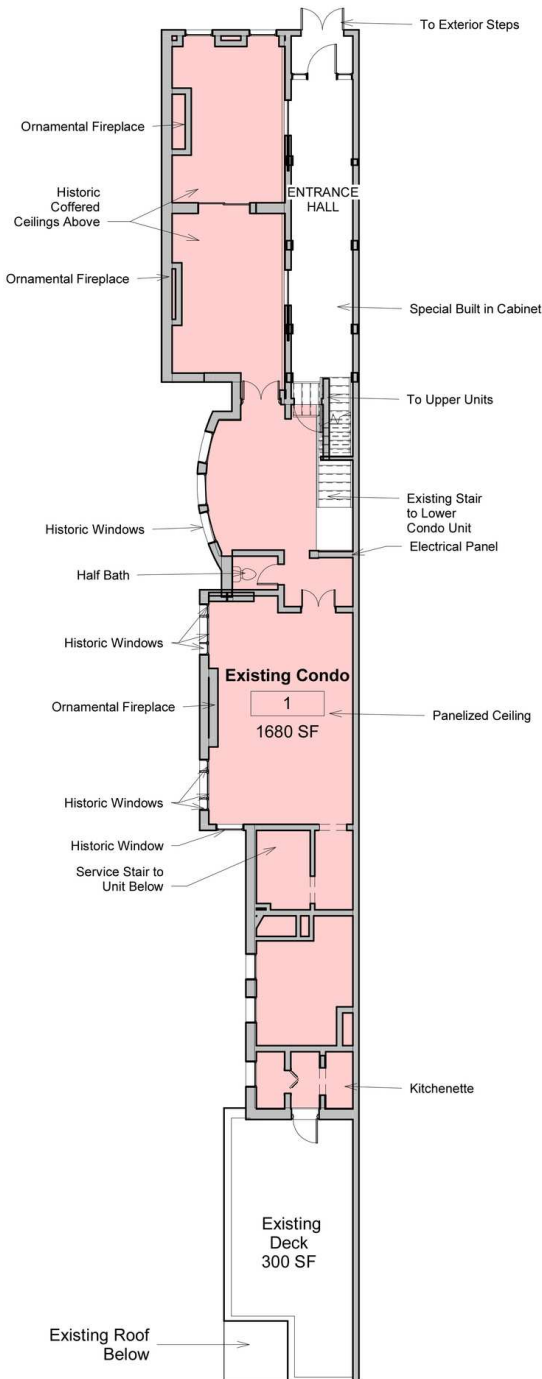 To Exterior Steps
Ornamental Fireplace
Historic
Coffered
Ceilings Above
ENTRANCE
HALL
Ornamental Fireplace
Special Built in Cabinet
To Upper Units
Existing Stair
to Lower
Condo Unit
Historic Windows
Electrical Panel
Half Bath
Historic Windows
Existing Condo
1
1680 SF
Ornamental Fireplace
Panelized Ceiling
Historic Windows
Historic Window
Service Stair to
Unit Below
Kitchenette
Existing
Deck
300 SF
Existing Roof
Below